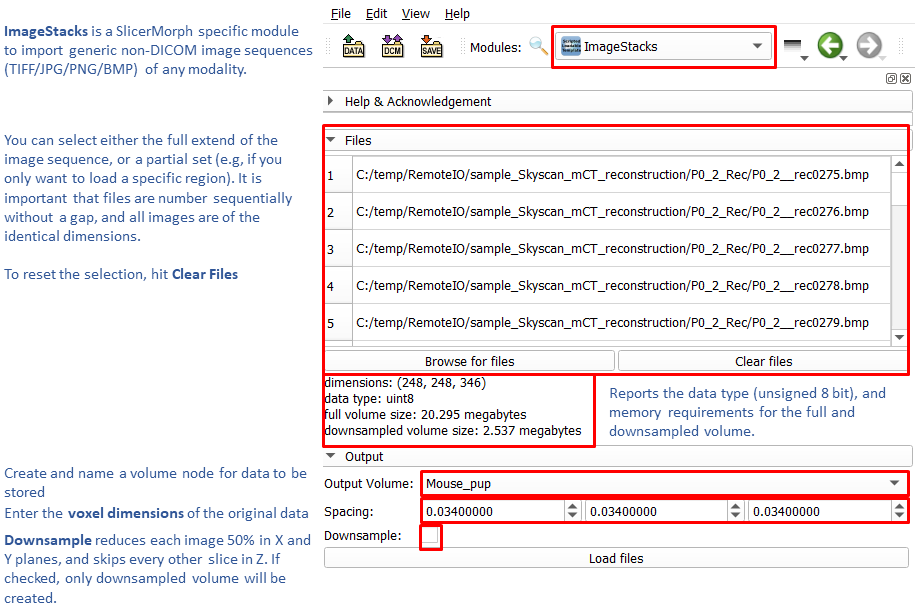 ImageStacks is a SlicerMorph specific module
to import generic non-DICOM image sequences
(TIFF/JPG/PNG/BMP) of any modality.
File Edit View Help
DATA DCM SAVE Modules: ImageStacks
Help & Acknowledgement
You can select either the full extend of the
image sequence, or a partial set (e.g, if you
only want to load a specific region). It is
important that files are number sequentially
without a gap, and all images are of the
identical dimensions.
To reset the selection, hit Clear Files
Files
1 C:/temp/RemoteIO/sample_Skyscan_mCT_reconstruction/P0_2_Rec/P0_2__rec0275.bmp
2 C:/temp/RemoteIO/sample_Skyscan_mCT_reconstruction/P0_2_Rec/P0_2__rec0276.bmp
3 C:/temp/RemoteIO/sample_Skyscan_mCT_reconstruction/P0_2_Rec/P0_2__rec0277.bmp
4 C:/temp/RemoteIO/sample_Skyscan_mCT_reconstruction/P0_2_Rec/P0_2__rec0278.bmp
5 C:/temp/RemoteIO/sample_Skyscan_mCT_reconstruction/P0_2_Rec/P0_2__rec0279.bmp
Browse for files Clear files
dimensions: (248, 248, 346)
data type: uint8
full volume size: 20.295 megabytes
downsampled volume size: 2.537 megabytes
Reports the data type (unsigned 8 bit), and
memory requirements for the full and
downsampled volume.
Output
Create and name a volume node for data to be
stored
Output Volume: Mouse_pup
Enter the voxel dimensions of the original data
Spacing: 0.03400000 0.03400000 0.03400000
Downsample reduces each image 50% in X and
Y planes, and skips every other slice in Z. If
checked, only downsampled volume will be
created.
Downsample:
Load files